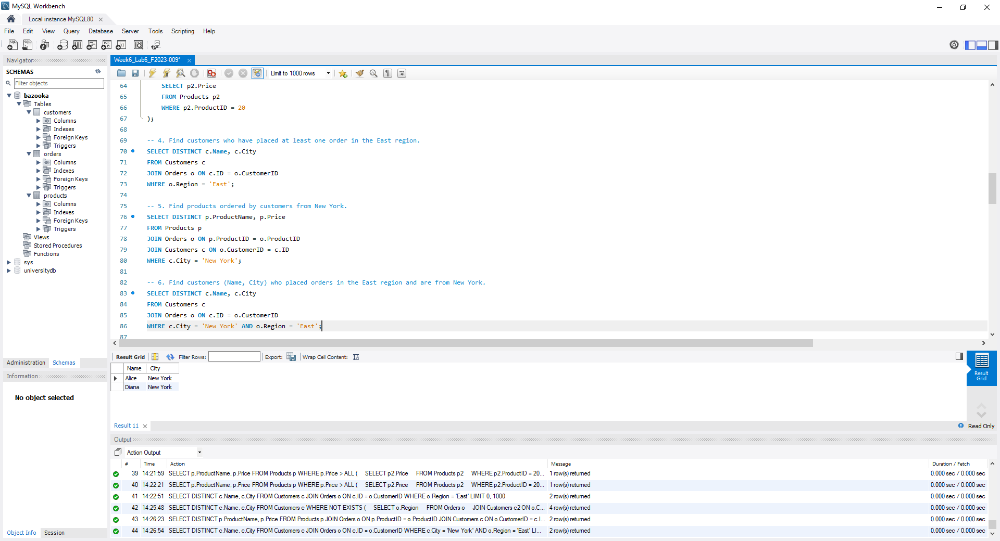 MySQL Workbench
Local instance MySQL80
File Edit View Query Database Server Tools Scripting Help
Navigator
SCHEMAS
Filter objects
bazooka
Tables
customers
Columns
Indexes
Foreign Keys
Triggers
orders
Columns
Indexes
Foreign Keys
Triggers
products
Columns
Indexes
Foreign Keys
Triggers
Views
Stored Procedures
Functions
sys
universitydb
Administration Schemas
Information
No object selected
Object Info Session
Week6_Lab6_F2023-009*
Limit to 1000 rows
64 SELECT p2.Price
65 FROM Products p2
66 WHERE p2.ProductID = 20
67 );
68
69 -- 4. Find customers who have placed at least one order in the East region.
70 SELECT DISTINCT c.Name, c.City
71 FROM Customers c
72 JOIN Orders o ON c.ID = o.CustomerID
73 WHERE o.Region = 'East';
74
75 -- 5. Find products ordered by customers from New York.
76 SELECT DISTINCT p.ProductName, p.Price
77 FROM Products p
78 JOIN Orders o ON p.ProductID = o.ProductID
79 JOIN Customers c ON o.CustomerID = c.ID
80 WHERE c.City = 'New York';
81
82 -- 6. Find customers (Name, City) who placed orders in the East region and are from New York.
83 SELECT DISTINCT c.Name, c.City
84 FROM Customers c
85 JOIN Orders o ON c.ID = o.CustomerID
86 WHERE c.City = 'New York' AND o.Region = 'East';
87
Result Grid Filter Rows: Export: Wrap Cell Content:
Name City
Alice New York
Diana New York
Result Grid
Result 11
Read Only
Output
Action Output
# Time Action Message Duration / Fetch
39 14:21:59 SELECT p.ProductName, p.Price FROM Products p WHERE p.Price > ALL ( SELECT p2.Price FROM Products p2 WHERE p2.ProductID = 20... 1 row(s) returned 0.000 sec / 0.000 sec
40 14:22:21 SELECT p.ProductName, p.Price FROM Products p WHERE p.Price > ALL ( SELECT p2.Price FROM Products p2 WHERE p2.ProductID = 20... 1 row(s) returned 0.000 sec / 0.000 sec
41 14:22:51 SELECT DISTINCT c.Name, c.City FROM Customers c JOIN Orders o ON c.ID = o.CustomerID WHERE o.Region = 'East' LIMIT 0, 1000 2 row(s) returned 0.000 sec / 0.000 sec
42 14:25:48 SELECT DISTINCT c.Name, c.City FROM Customers c WHERE NOT EXISTS ( SELECT o.Region FROM Orders o JOIN Customers c2 ON o.C... 4 row(s) returned 0.000 sec / 0.000 sec
43 14:26:23 SELECT DISTINCT p.ProductName, p.Price FROM Products p JOIN Orders o ON p.ProductID = o.ProductID JOIN Customers c ON o.CustomerID = c.I... 2 row(s) returned 0.000 sec / 0.000 sec
44 14:26:54 SELECT DISTINCT c.Name, c.City FROM Customers c JOIN Orders o ON c.ID = o.CustomerID WHERE c.City = 'New York' AND o.Region = 'East' LI... 2 row(s) returned 0.000 sec / 0.000 sec